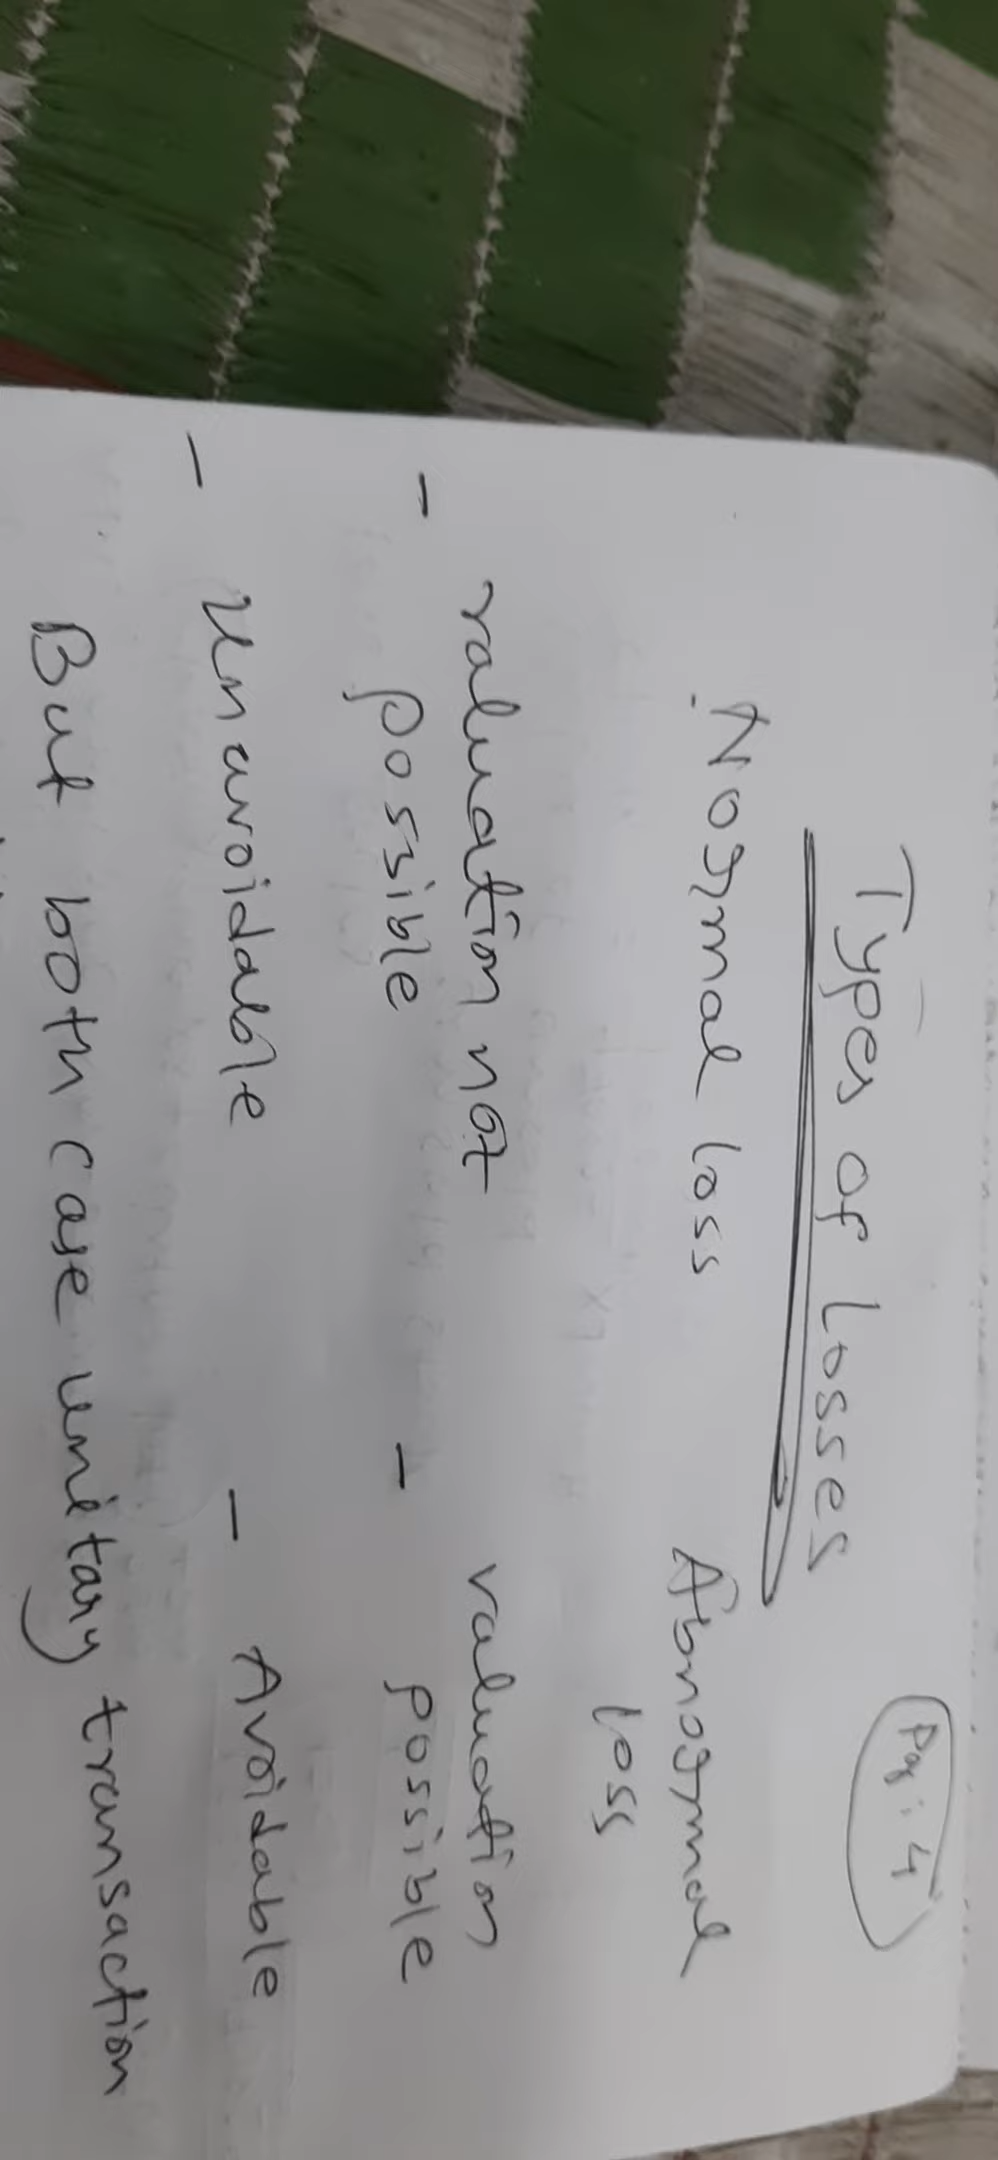 Pg: 4
Types of Losses
Normal loss
Abnormal
loss
- valuation not
possible
- valuation
possible
- unavoidable
- Avoidable
But both case unitary transaction